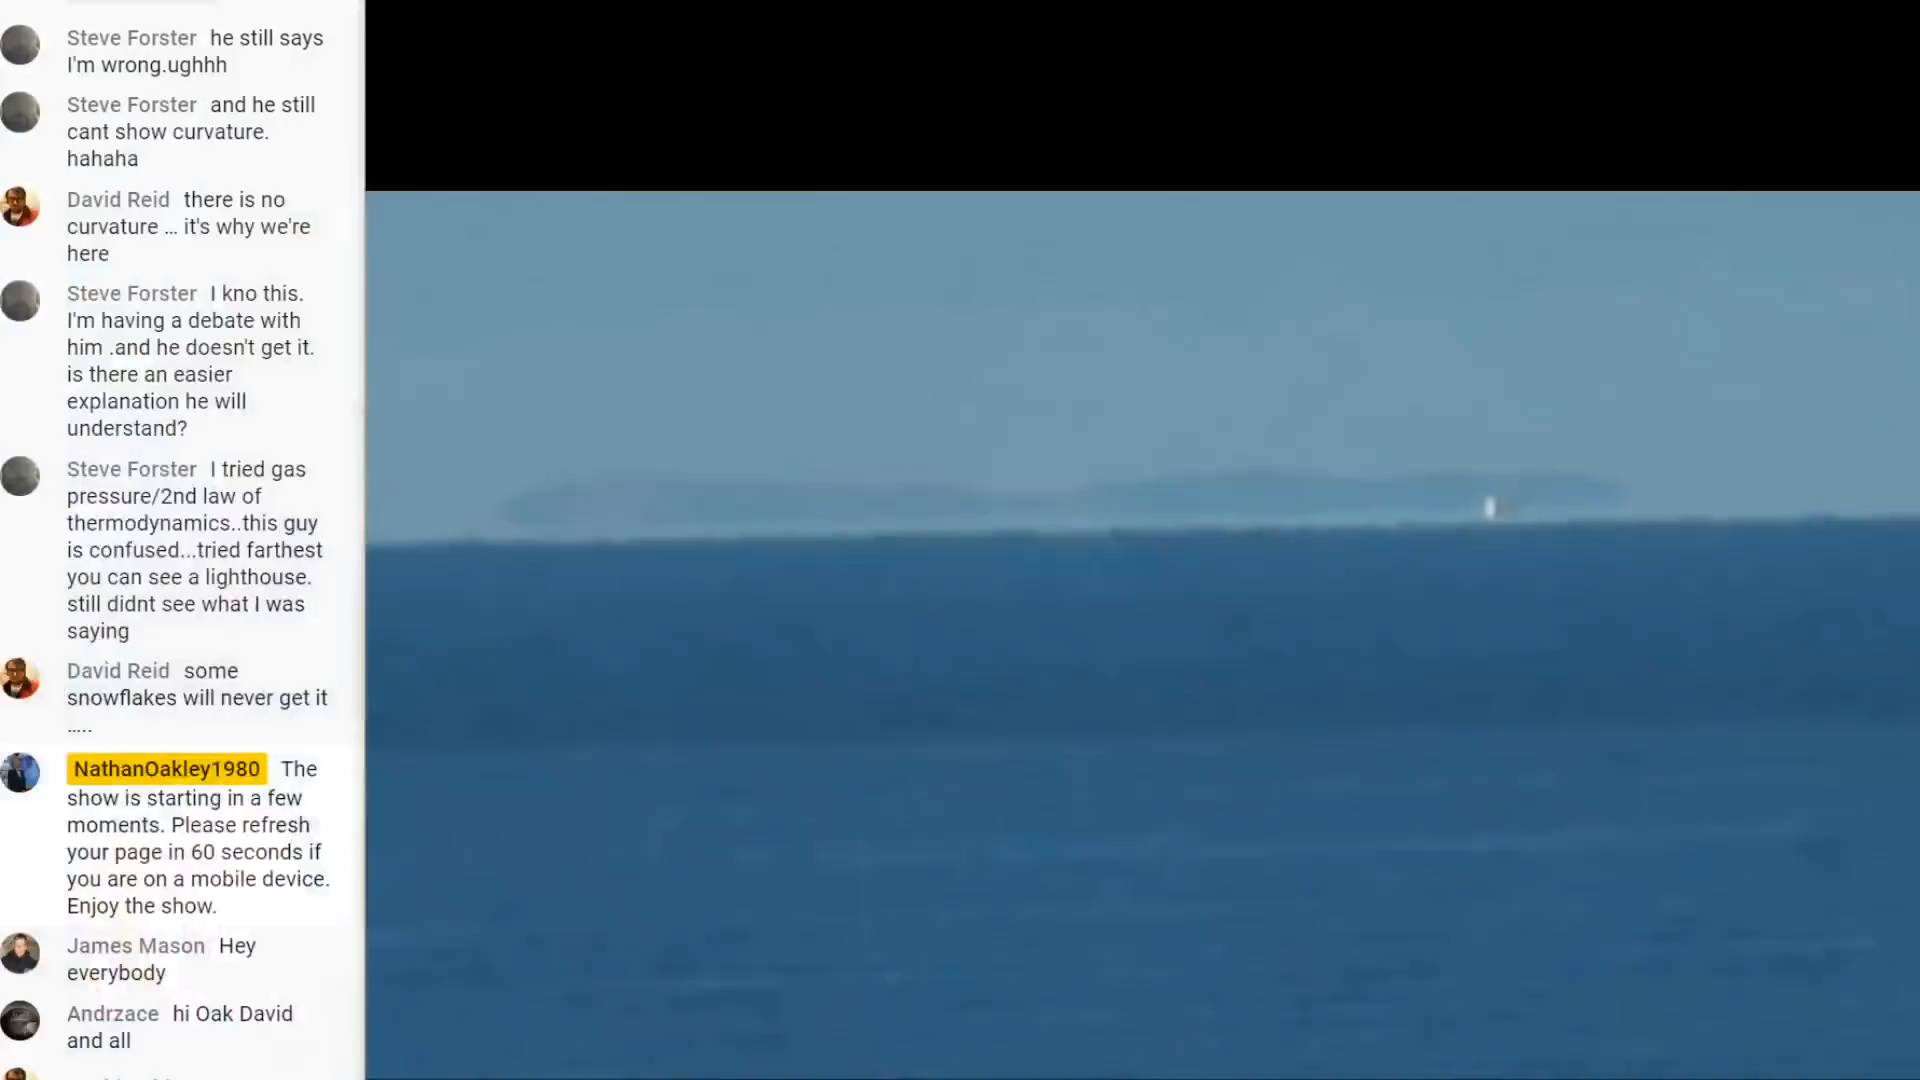 Steve Forster he still says
I'm wrong.ughhh
Steve Forster and he still
cant show curvature.
hahaha
David Reid there is no
curvature … it's why we're
here
Steve Forster I kno this.
I'm having a debate with
him .and he doesn't get it.
is there an easier
explanation he will
understand?
Steve Forster I tried gas
pressure/2nd law of
thermodynamics..this guy
is confused...tried farthest
you can see a lighthouse.
still didnt see what I was
saying
David Reid some
snowflakes will never get it
…..
NathanOakley1980 The
show is starting in a few
moments. Please refresh
your page in 60 seconds if
you are on a mobile device.
Enjoy the show.
James Mason Hey
everybody
Andrzace hi Oak David
and all